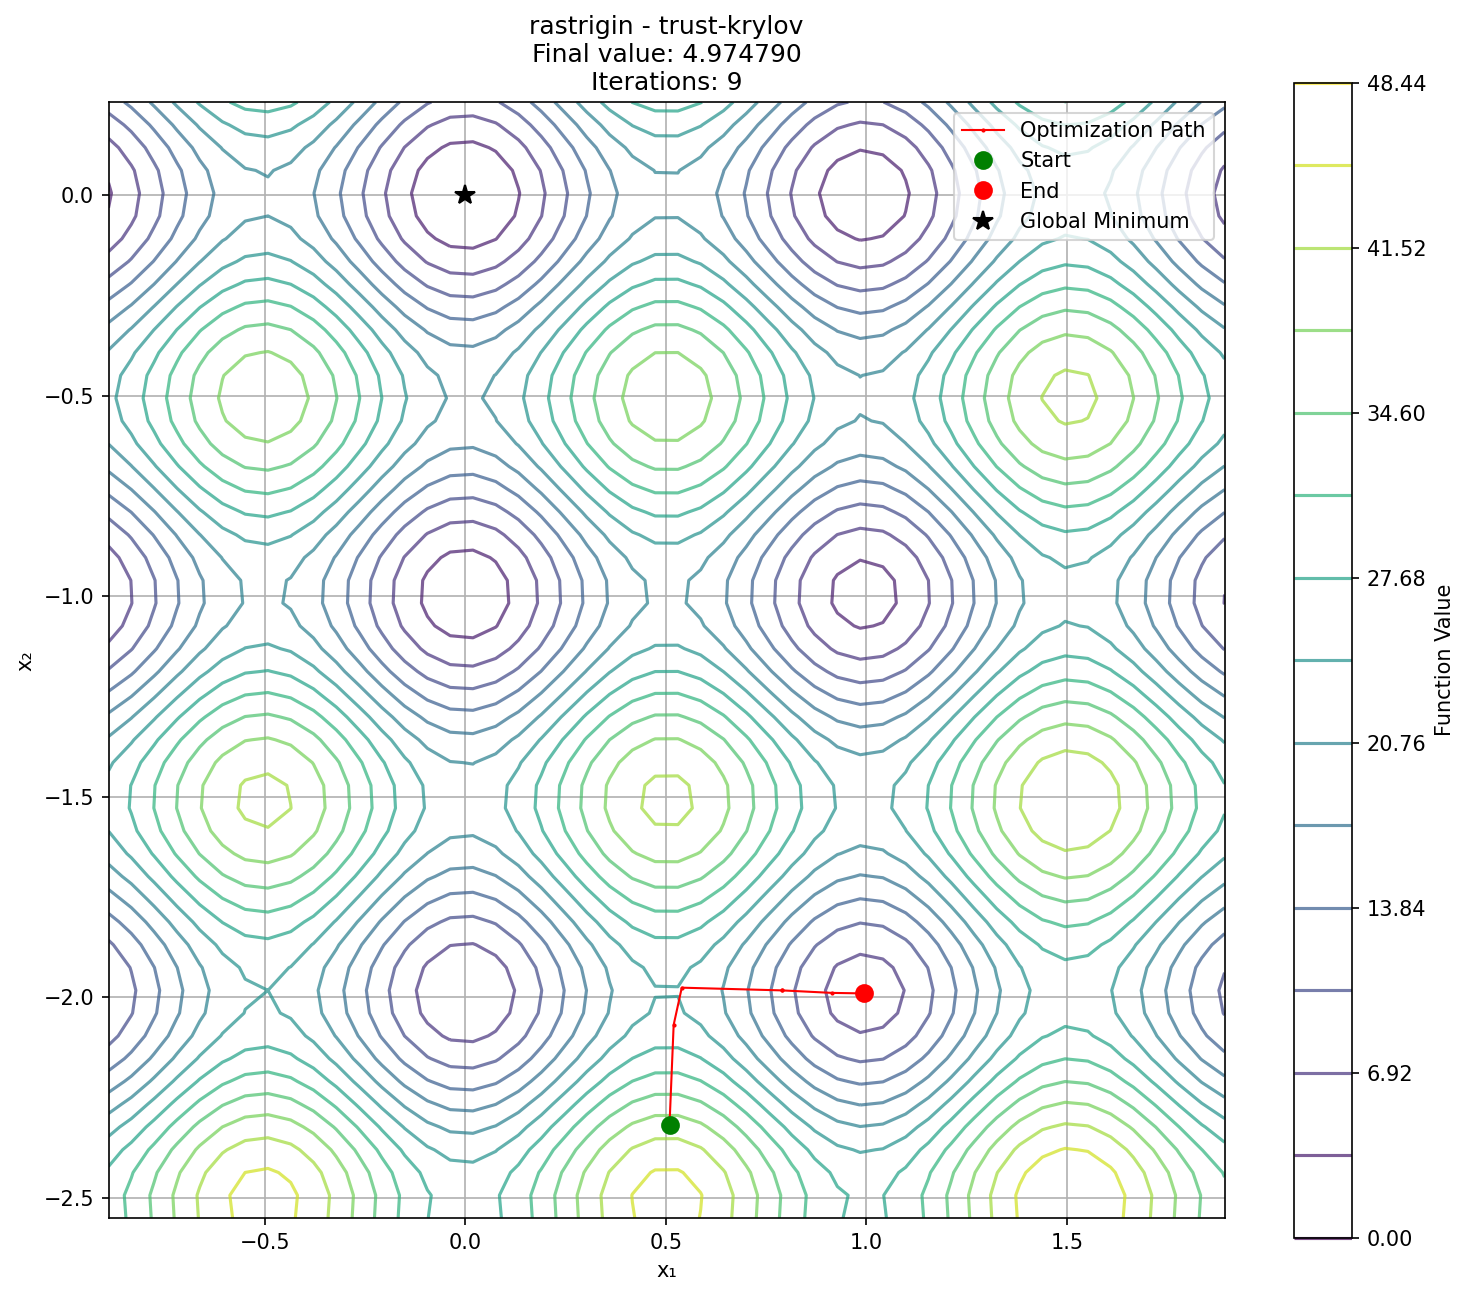 rastrigin - trust-krylov
Final value: 4.974790
Iterations: 9
Optimization Path
Start
End
Global Minimum
0.0
−0.5
−1.0
−1.5
−2.0
−2.5
x₂
−0.5
0.0
0.5
1.0
1.5
x₁
48.44
41.52
34.60
27.68
20.76
13.84
6.92
0.00
Function Value